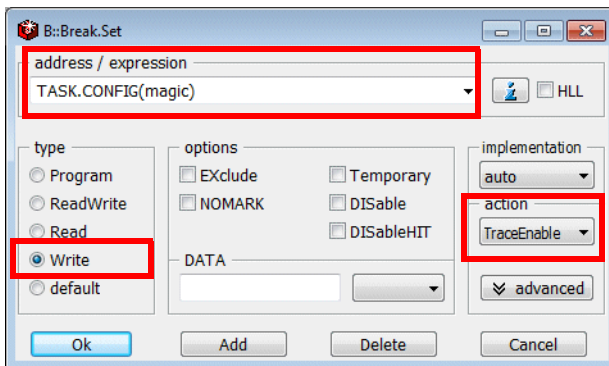 B::Break.Set
address / expression
TASK.CONFIG(magic)
i
HLL
type
Program
ReadWrite
Read
Write
default
options
EXclude
Temporary
NOMARK
DISable
DISableHIT
DATA
implementation
auto
action
TraceEnable
advanced
Ok
Add
Delete
Cancel